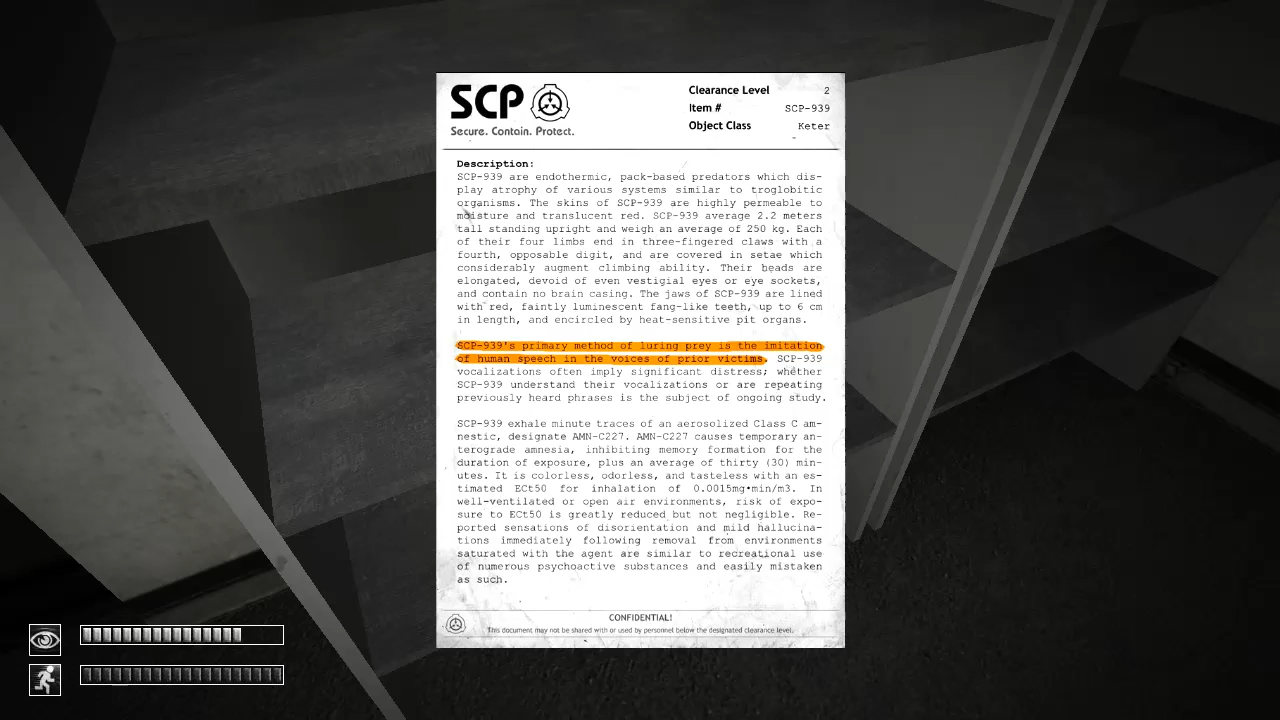 SCP
Secure. Contain. Protect.
Clearance Level 2
Item # SCP-939
Object Class Keter
Description:
SCP-939 are endothermic, pack-based predators which dis-
play atrophy of various systems similar to troglobitic
organisms. The skins of SCP-939 are highly permeable to
moisture and translucent red. SCP-939 average 2.2 meters
tall standing upright and weigh an average of 250 kg. Each
of their four limbs end in three-fingered claws with a
fourth, opposable digit, and are covered in setae which
considerably augment climbing ability. Their heads are
elongated, devoid of even vestigial eyes or eye sockets,
and contain no brain casing. The jaws of SCP-939 are lined
with red, faintly luminescent fang-like teeth, up to 6 cm
in length, and encircled by heat-sensitive pit organs.
SCP-939's primary method of luring prey is the imitation
of human speech in the voices of prior victims. SCP-939
vocalizations often imply significant distress; whether
SCP-939 understand their vocalizations or are repeating
previously heard phrases is the subject of ongoing study.
SCP-939 exhale minute traces of an aerosolized Class C am-
nestic, designate AMN-C227. AMN-C227 causes temporary an-
terograde amnesia, inhibiting memory formation for the
duration of exposure, plus an average of thirty (30) min-
utes. It is colorless, odorless, and tasteless with an es-
timated ECt50 for inhalation of 0.0015mg•min/m3. In
well-ventilated or open air environments, risk of expo-
sure to ECt50 is greatly reduced but not negligible. Re-
ported sensations of disorientation and mild hallucina-
tions immediately following removal from environments
saturated with the agent are similar to recreational use
of numerous psychoactive substances and easily mistaken
as such.
CONFIDENTIAL!
This document may not be shared with or used by personnel below the designated clearance level.